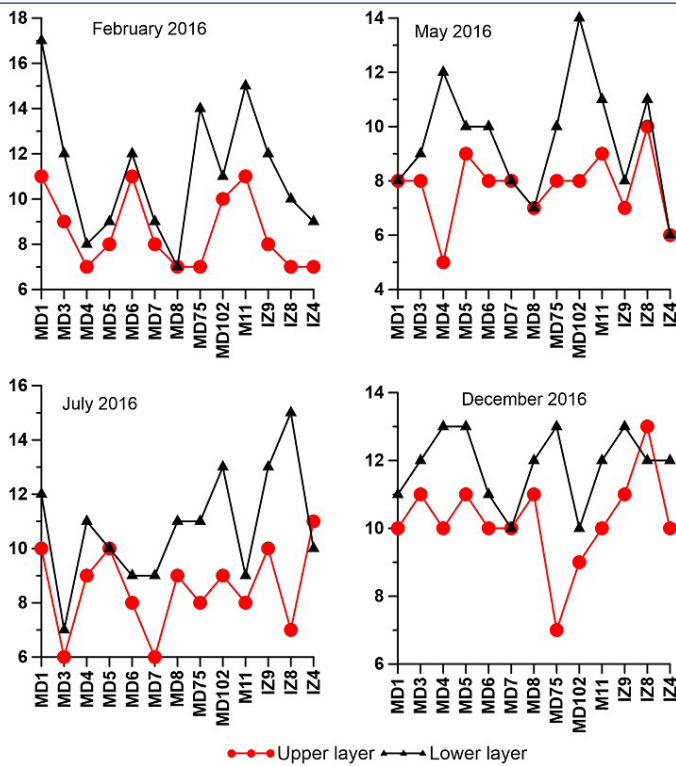 February 2016
18
16
14
12
10
8
6
MD1 MD3 MD4 MD5 MD6 MD7 MD8 MD75 MD102 M11 IZ9 IZ8 IZ4
May 2016
14
12
10
8
6
4
MD1 MD3 MD4 MD5 MD6 MD7 MD8 MD75 MD102 M11 IZ9 IZ8 IZ4
July 2016
16
14
12
10
8
6
MD1 MD3 MD4 MD5 MD6 MD7 MD8 MD75 MD102 M11 IZ9 IZ8 IZ4
December 2016
14
12
10
8
6
MD1 MD3 MD4 MD5 MD6 MD7 MD8 MD75 MD102 M11 IZ9 IZ8 IZ4
Upper layer Lower layer